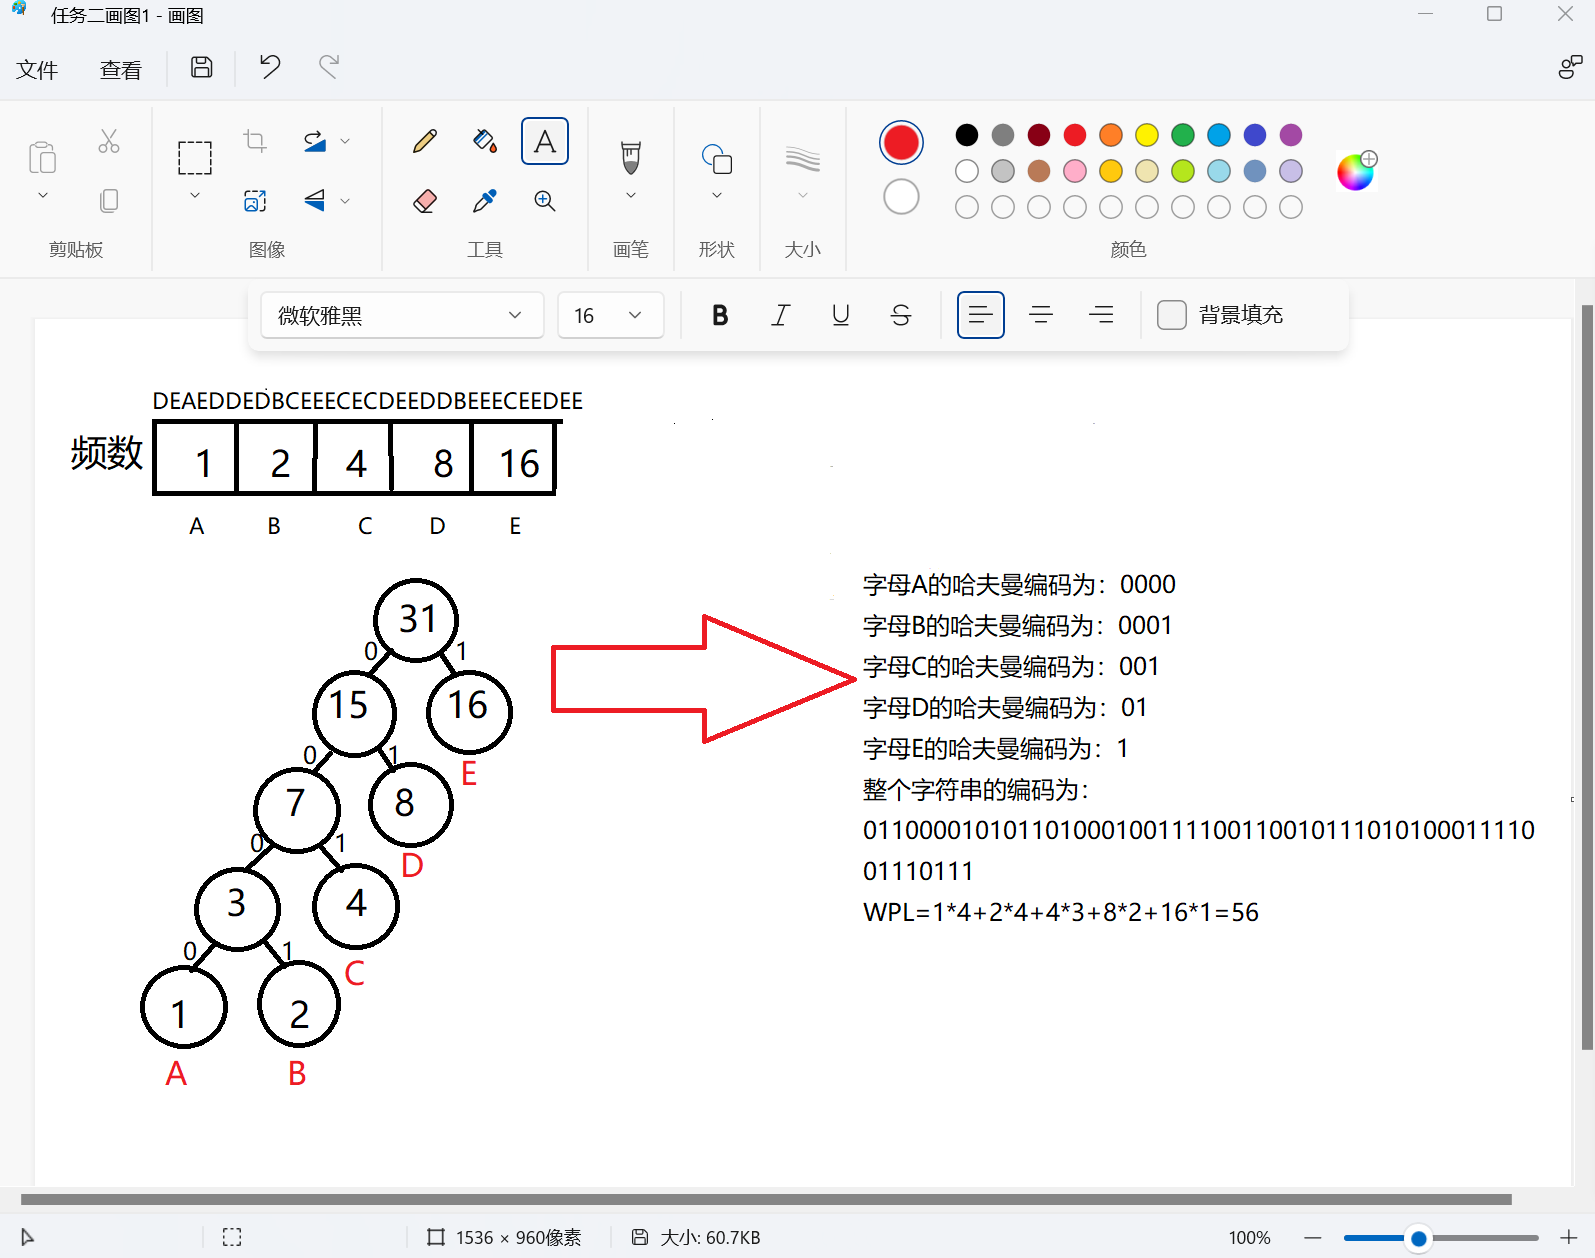 任务二画图1 - 画图
文件 查看
剪贴板 图像 工具 画笔 形状 大小 颜色
微软雅黑 16 B I U S 背景填充
DEAEDDEDBCEEECECDEEDDBEEECEEDEE
频数 1 2 4 8 16
A B C D E
31
0 1
15 16
0 1 E
7 8
0 1 D
3 4
0 1 C
1 2
A B
字母A的哈夫曼编码为：0000
字母B的哈夫曼编码为：0001
字母C的哈夫曼编码为：001
字母D的哈夫曼编码为：01
字母E的哈夫曼编码为：1
整个字符串的编码为：
011000010101101000100111100110010111010100011110
01110111
WPL=1*4+2*4+4*3+8*2+16*1=56
1536 × 960像素 大小: 60.7KB 100%